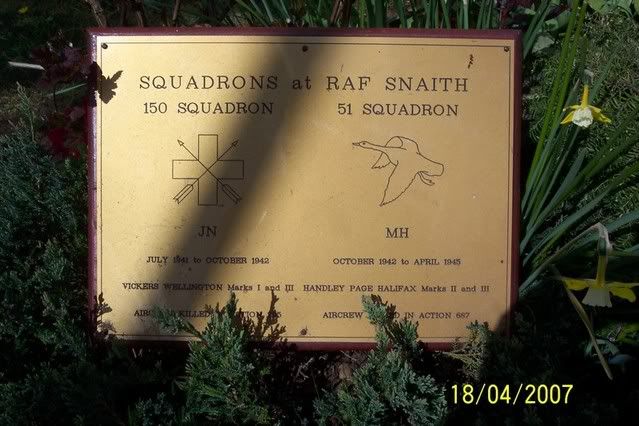 SQUADRONS at RAF SNAITH
150 SQUADRON 51 SQUADRON
JN MH
JULY 1941 to OCTOBER 1942 OCTOBER 1942 to APRIL 1945
VICKERS WELLINGTON Marks I and III HANDLEY PAGE HALIFAX Marks II and III
KILLED AIRCREW IN ACTION 687
18/04/2007